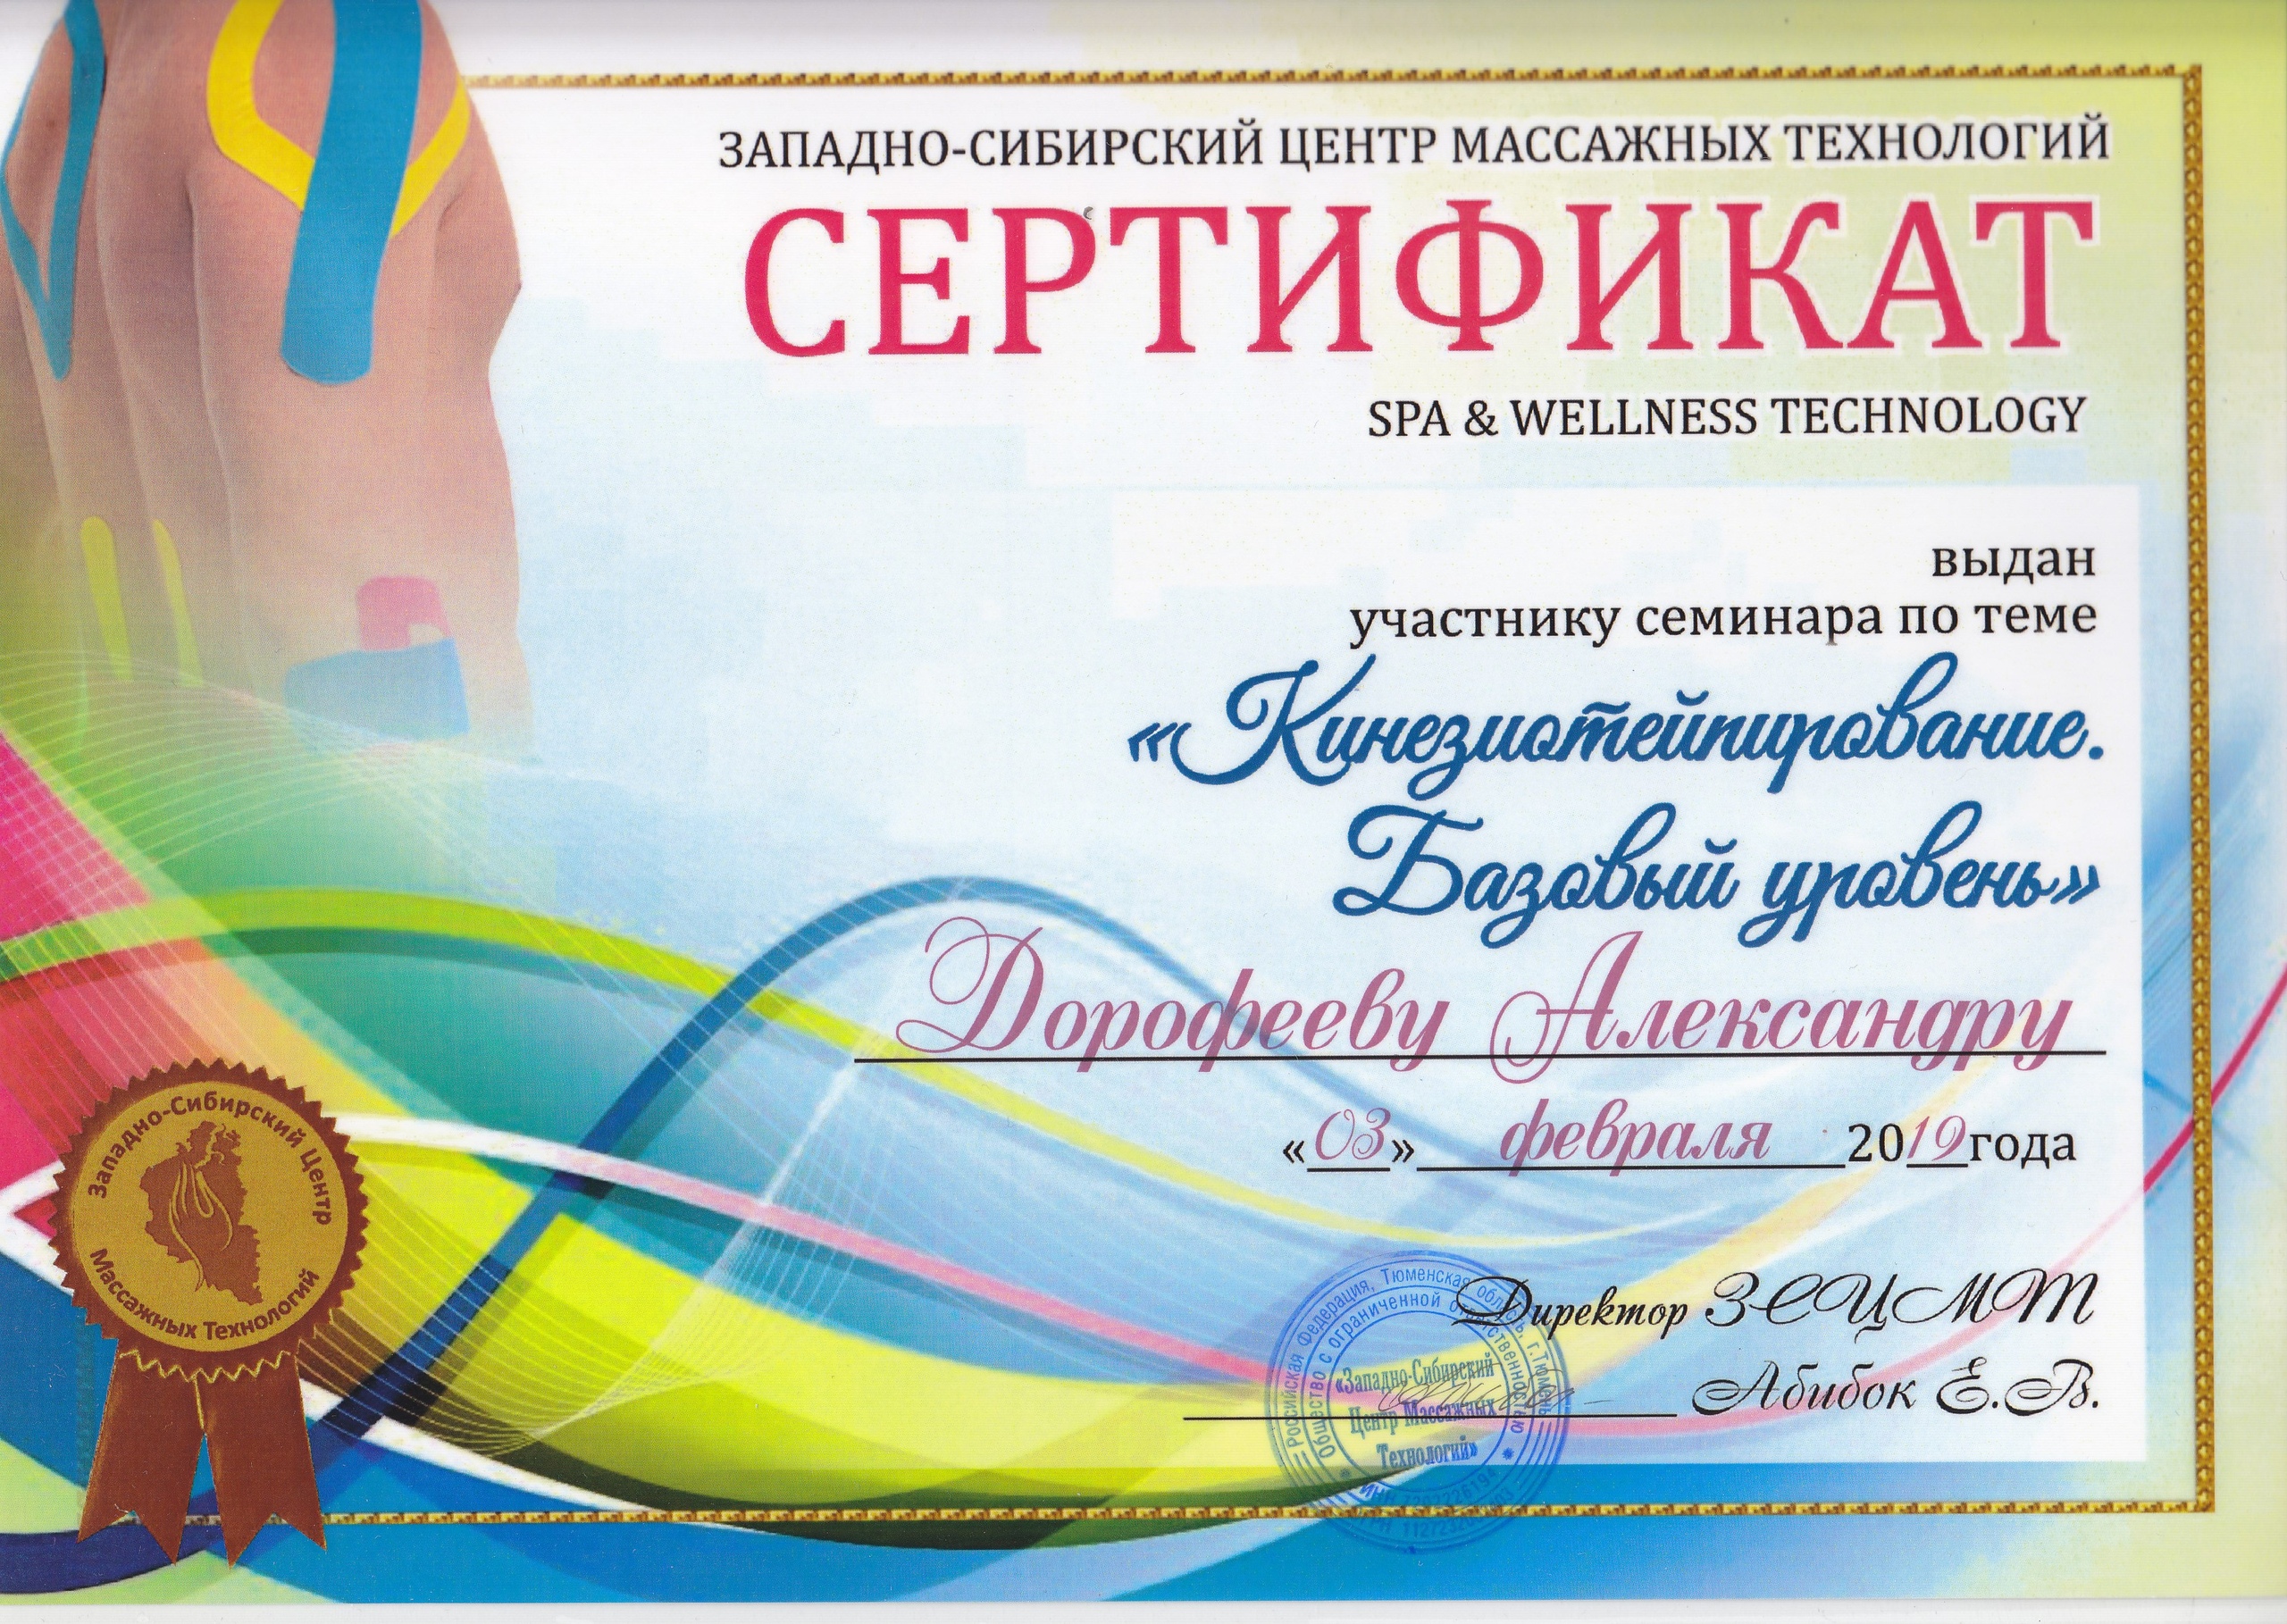 ЗАПАДНО-СИБИРСКИЙ ЦЕНТР МАССАЖНЫХ ТЕХНОЛОГИЙ
СЕРТИФИКАТ
SPA & WELLNESS TECHNOLOGY
выдан
участнику семинара по теме
«Кинезиотейпирование.
Базовый уровень»
Дорофееву Александру
«03» февраля 2019 года
Директор ЗСЦМТ
Абибок Е.В.
Западно-Сибирский Центр
Массажных Технологий
Российская Федерация, Тюменская область, г.Тюмень
Общество с ограниченной ответственностью
«Западно-Сибирский
Центр Массажных
Технологий»